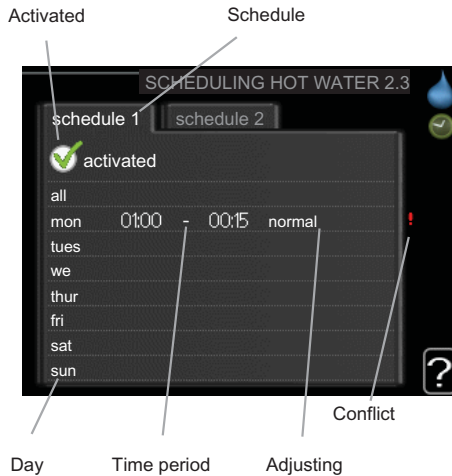 Activated Schedule
SCHEDULING HOT WATER 2.3
schedule 1 schedule 2
activated
all
mon 01:00 - 00:15 normal !
tues
we
thur
fri
sat
sun
?
Conflict
Day Time period Adjusting